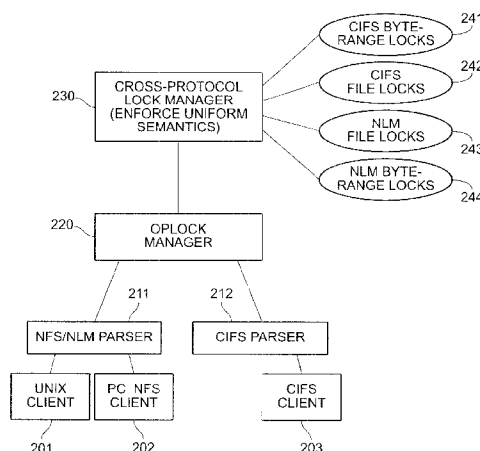 241
CIFS BYTE-
RANGE LOCKS
242
CIFS
FILE LOCKS
230
CROSS-PROTOCOL
LOCK MANAGER
(ENFORCE UNIFORM
SEMANTICS)
NLM
FILE LOCKS
243
NLM BYTE-
RANGE LOCKS
244
220
OPLOCK
MANAGER
211
212
NFS/NLM PARSER
CIFS PARSER
UNIX
CLIENT
PC NFS
CLIENT
CIFS
CLIENT
201
202
203